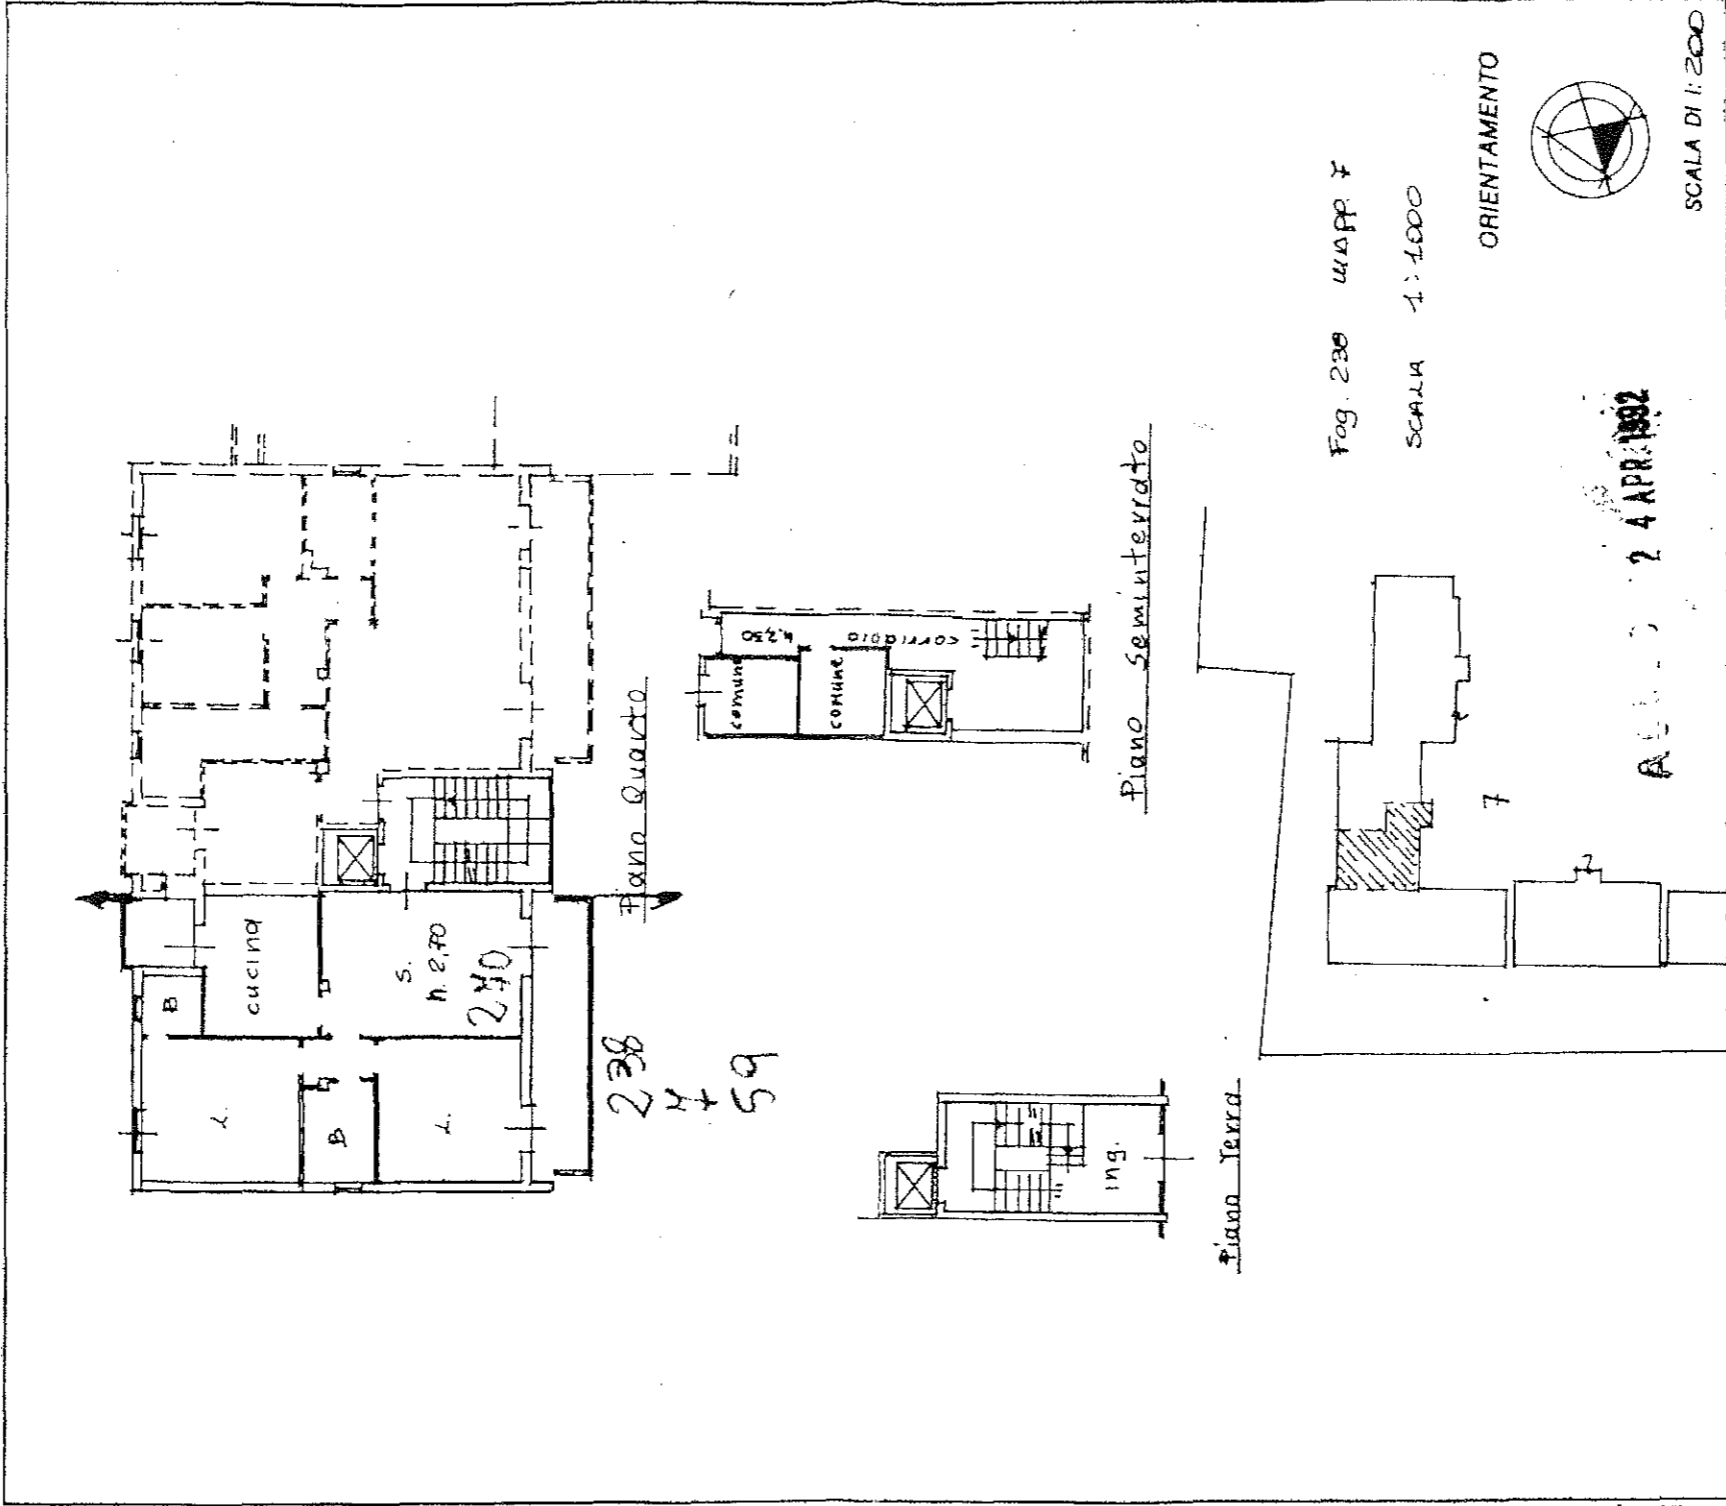 ORIENTAMENTO
SCALA DI 1:200
Fog. 238 MAPP. 7
SCALA 1:1000
24 APR. 1992
7
Piano Quarto
B
cucina
S.
h. 2,70
270
L.
B
L.
238
7
59
Piano Seminterrato
comune
comune
h. 2,30
corridoio
Piano Terra
ing.